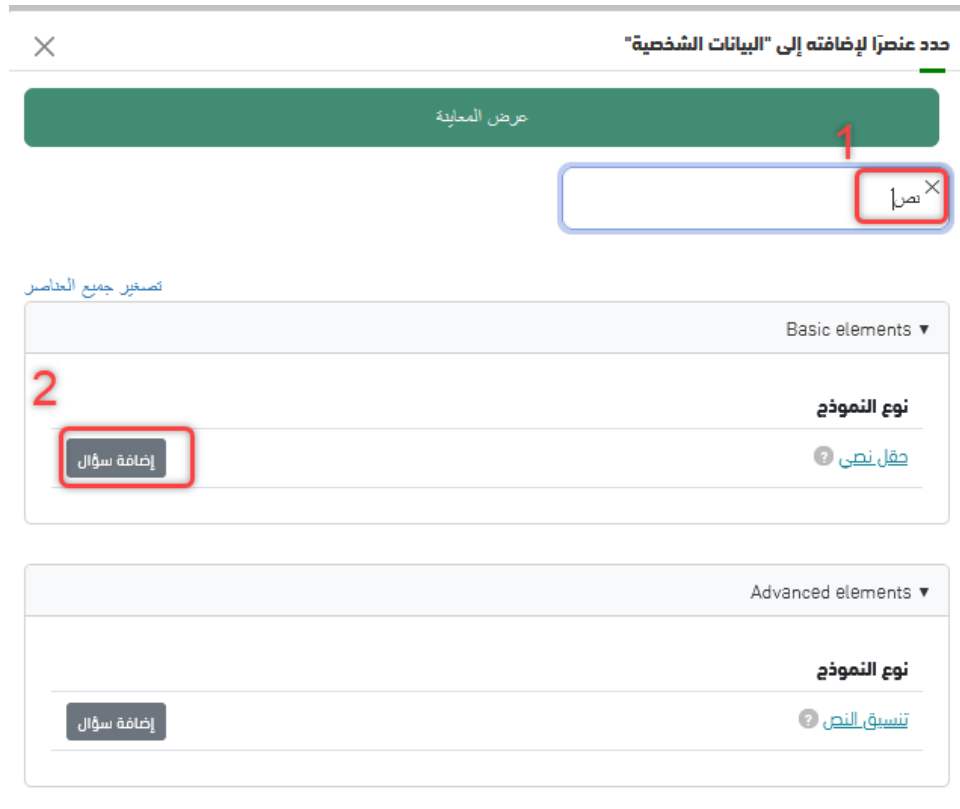 حدد عنصرًا لإضافته إلى "البيانات الشخصية"
عرض المعاينة
1
نص
تصغير جميع العناصر
Basic elements
2
نوع النموذج
حقل نصي ?
إضافة سؤال
Advanced elements
نوع النموذج
تنسيق النص ?
إضافة سؤال